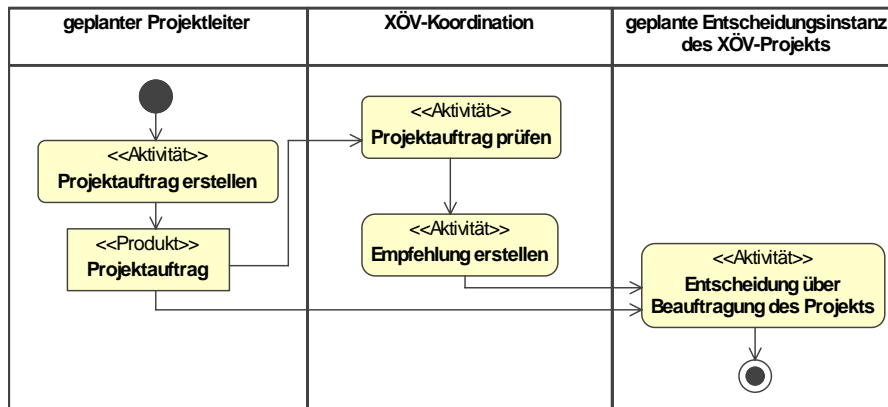 geplanter Projektleiter
XÖV-Koordination
geplante Entscheidungsinstanz
des XÖV-Projekts
<<Aktivität>>
Projektauftrag erstellen
<<Produkt>>
Projektauftrag
<<Aktivität>>
Projektauftrag prüfen
<<Aktivität>>
Empfehlung erstellen
<<Aktivität>>
Entscheidung über
Beauftragung des Projekts